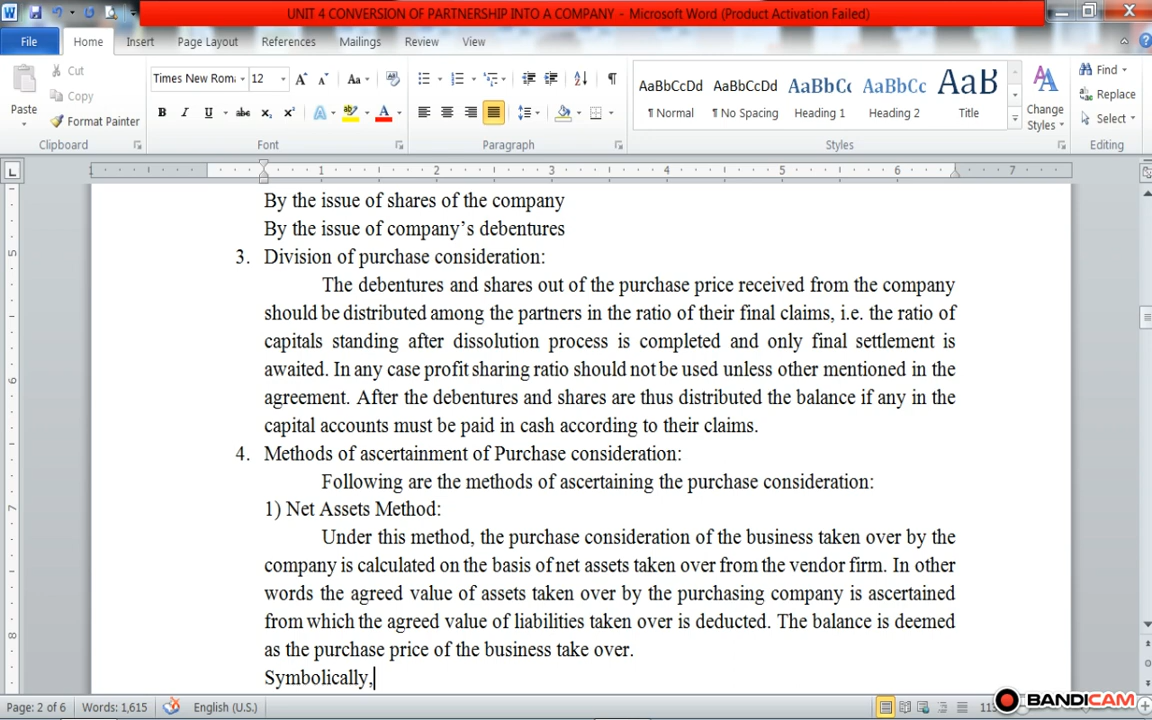 UNIT 4 CONVERSION OF PARTNERSHIP INTO A COMPANY - Microsoft Word (Product Activation Failed)
File Home Insert Page Layout References Mailings Review View
Paste
Cut
Copy
Format Painter
Clipboard
Times New Rom 12
Font
Paragraph
AaBbCcDd AaBbCcDd AaBbCc AaBbCc AaB
¶ Normal ¶ No Spacing Heading 1 Heading 2 Title
Change Styles
Styles
Find
Replace
Select
Editing
1 1 2 3 4 5 6 7
By the issue of shares of the company
By the issue of company’s debentures
3. Division of purchase consideration:
The debentures and shares out of the purchase price received from the company
should be distributed among the partners in the ratio of their final claims, i.e. the ratio of
capitals standing after dissolution process is completed and only final settlement is
awaited. In any case profit sharing ratio should not be used unless other mentioned in the
agreement. After the debentures and shares are thus distributed the balance if any in the
capital accounts must be paid in cash according to their claims.
4. Methods of ascertainment of Purchase consideration:
Following are the methods of ascertaining the purchase consideration:
1) Net Assets Method:
Under this method, the purchase consideration of the business taken over by the
company is calculated on the basis of net assets taken over from the vendor firm. In other
words the agreed value of assets taken over by the purchasing company is ascertained
from which the agreed value of liabilities taken over is deducted. The balance is deemed
as the purchase price of the business take over.
Symbolically,
Page: 2 of 6 Words: 1,615 English (U.S.)
BANDICAM